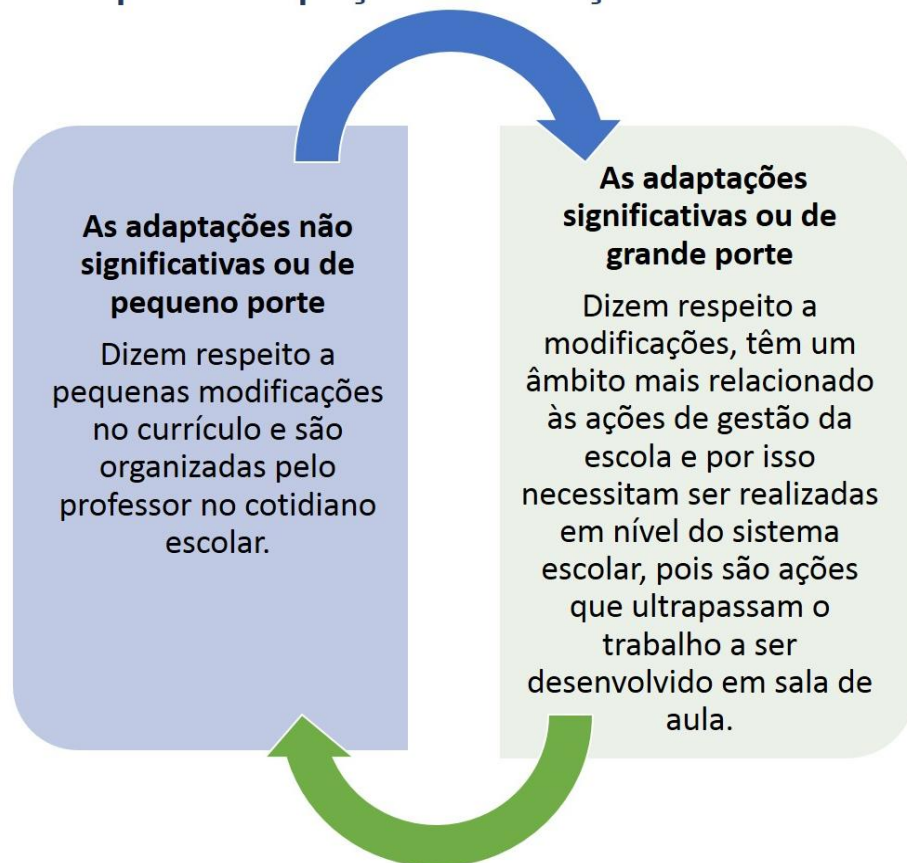 As adaptações não
significativas ou de
pequeno porte
Dizem respeito a
pequenas modificações
no currículo e são
organizadas pelo
professor no cotidiano
escolar.
As adaptações
significativas ou de
grande porte
Dizem respeito a
modificações, têm um
âmbito mais relacionado
às ações de gestão da
escola e por isso
necessitam ser realizadas
em nível do sistema
escolar, pois são ações
que ultrapassam o
trabalho a ser
desenvolvido em sala de
aula.